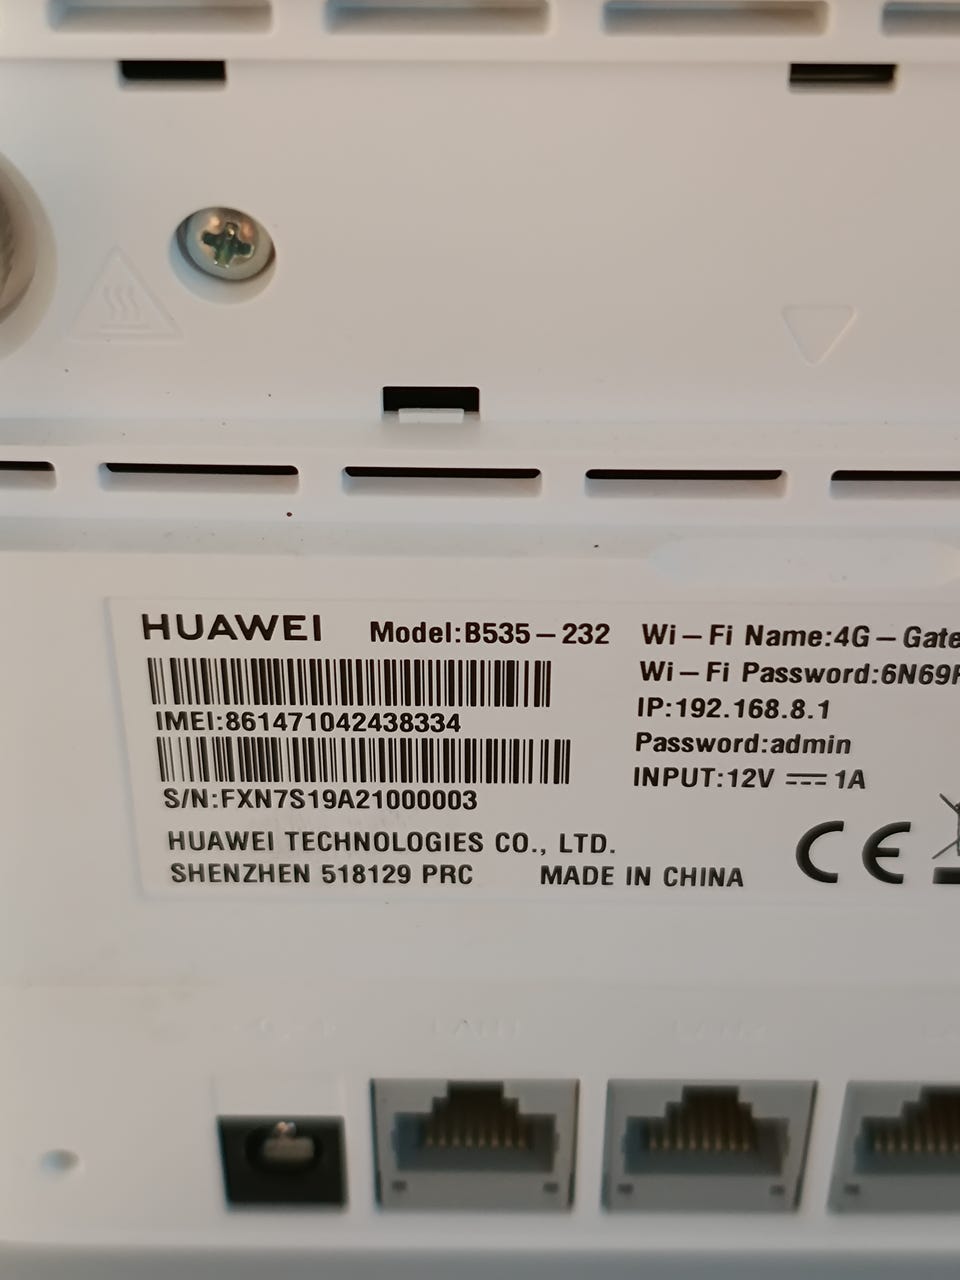 HUAWEI Model:B535-232
IMEI:861471042438334
S/N:FXN7S19A21000003
HUAWEI TECHNOLOGIES CO., LTD.
SHENZHEN 518129 PRC MADE IN CHINA
Wi-Fi Name:4G-Gate
Wi-Fi Password:6N69
IP:192.168.8.1
Password:admin
INPUT:12V ⎓ 1A
CE